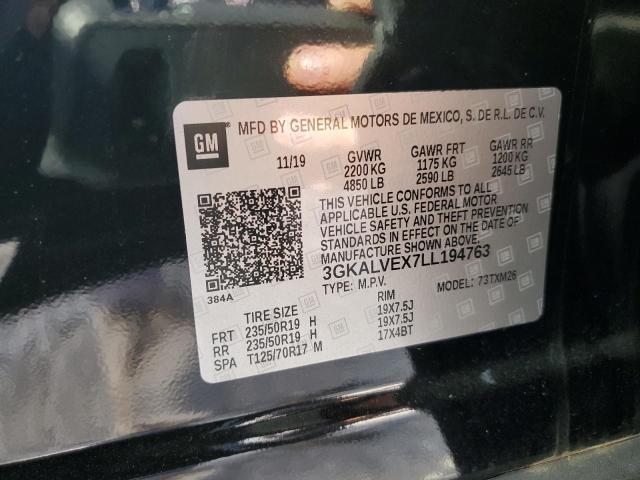 GM
MFD BY GENERAL MOTORS DE MEXICO, S. DE R.L. DE C.V.
11/19 GVWR GAWR FRT GAWR RR
2200 KG 1175 KG 1200 KG
4850 LB 2590 LB 2645 LB
THIS VEHICLE CONFORMS TO ALL
APPLICABLE U.S. FEDERAL MOTOR
VEHICLE SAFETY AND THEFT PREVENTION
STANDARDS IN EFFECT ON THE DATE OF
MANUFACTURE SHOWN ABOVE.
3GKALVEX7LL194763
384A
TYPE: M.P.V. MODEL: 73TXM26
TIRE SIZE RIM
FRT 235/50R19 H 19X7.5J
RR 235/50R19 H 19X7.5J
SPA T125/70R17 M 17X4BT